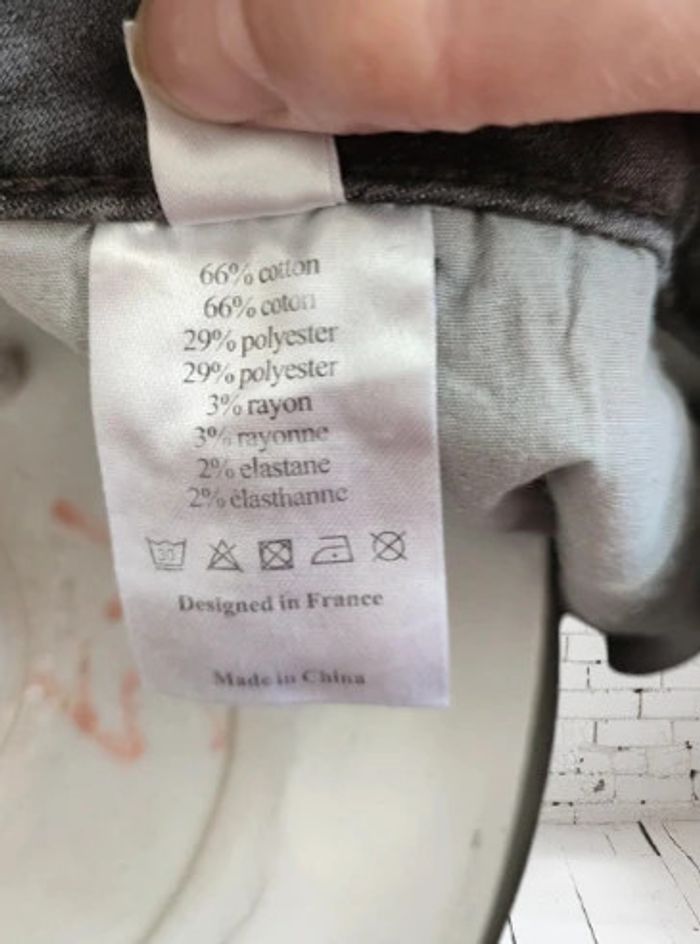 66% cotton
66% coton
29% polyester
29% polyester
3% rayon
3% rayonne
2% elastane
2% élasthanne
30
Designed in France
Made in China